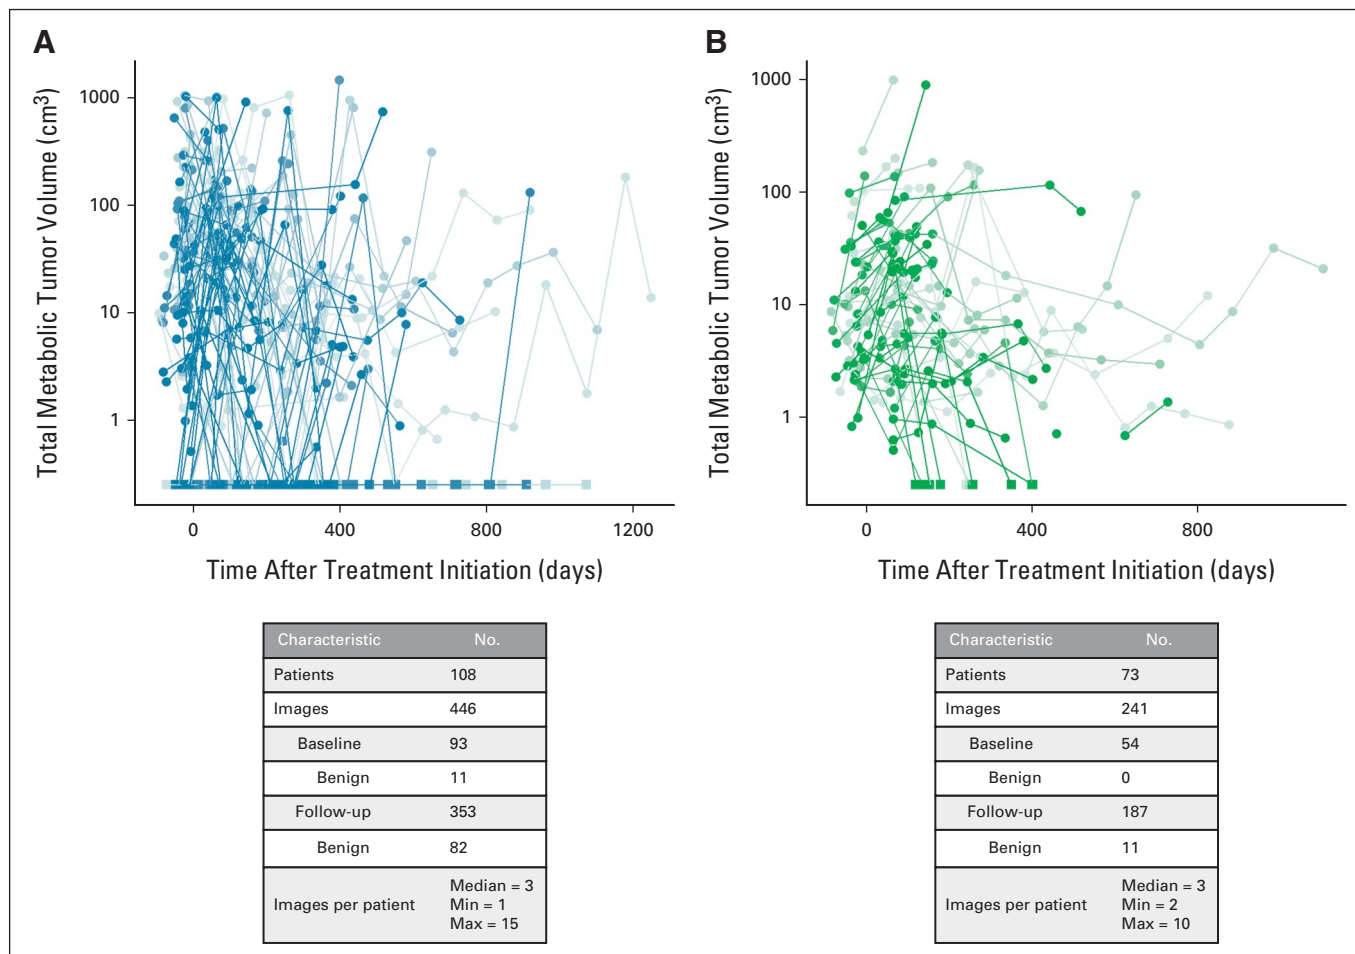 A
Total Metabolic Tumor Volume (cm³)
1000
100
10
1
0
400
800
1200
Time After Treatment Initiation (days)
Characteristic No.
Patients 108
Images 446
Baseline 93
Benign 11
Follow-up 353
Benign 82
Images per patient Median = 3
Min = 1
Max = 15
B
Total Metabolic Tumor Volume (cm³)
1000
100
10
1
0
400
800
Time After Treatment Initiation (days)
Characteristic No.
Patients 73
Images 241
Baseline 54
Benign 0
Follow-up 187
Benign 11
Images per patient Median = 3
Min = 2
Max = 10